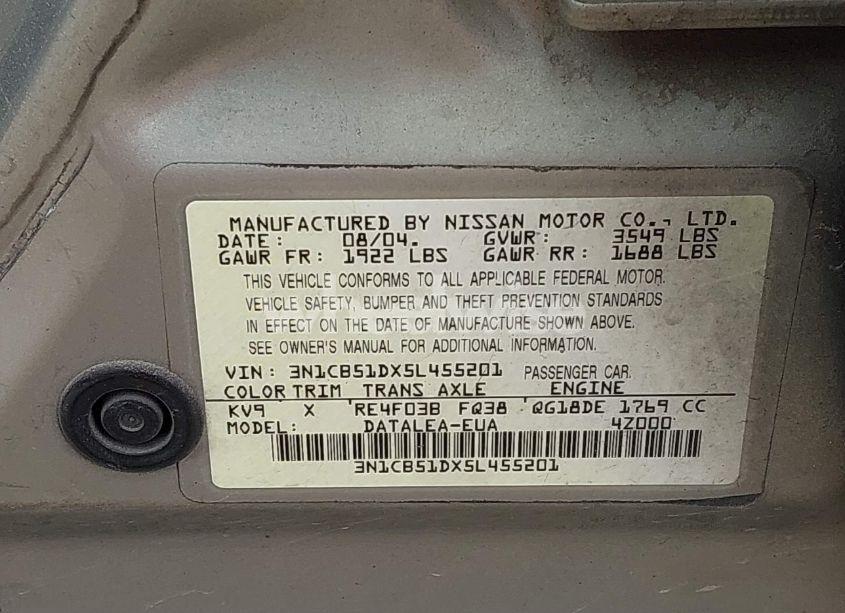 MANUFACTURED BY NISSAN MOTOR CO., LTD.
DATE: 08/04. GVWR: 3549 LBS
GAWR FR: 1922 LBS GAWR RR: 1688 LBS
THIS VEHICLE CONFORMS TO ALL APPLICABLE FEDERAL MOTOR
VEHICLE SAFETY, BUMPER AND THEFT PREVENTION STANDARDS
IN EFFECT ON THE DATE OF MANUFACTURE SHOWN ABOVE.
SEE OWNER'S MANUAL FOR ADDITIONAL INFORMATION.
VIN: 3N1CB51DX5L455201 PASSENGER CAR.
COLOR TRIM TRANS AXLE ENGINE
KV9 X RE4F03B FQ38 QG18DE 1769 CC
MODEL: DATALEA-EUA 4Z000
3N1CB51DX5L455201